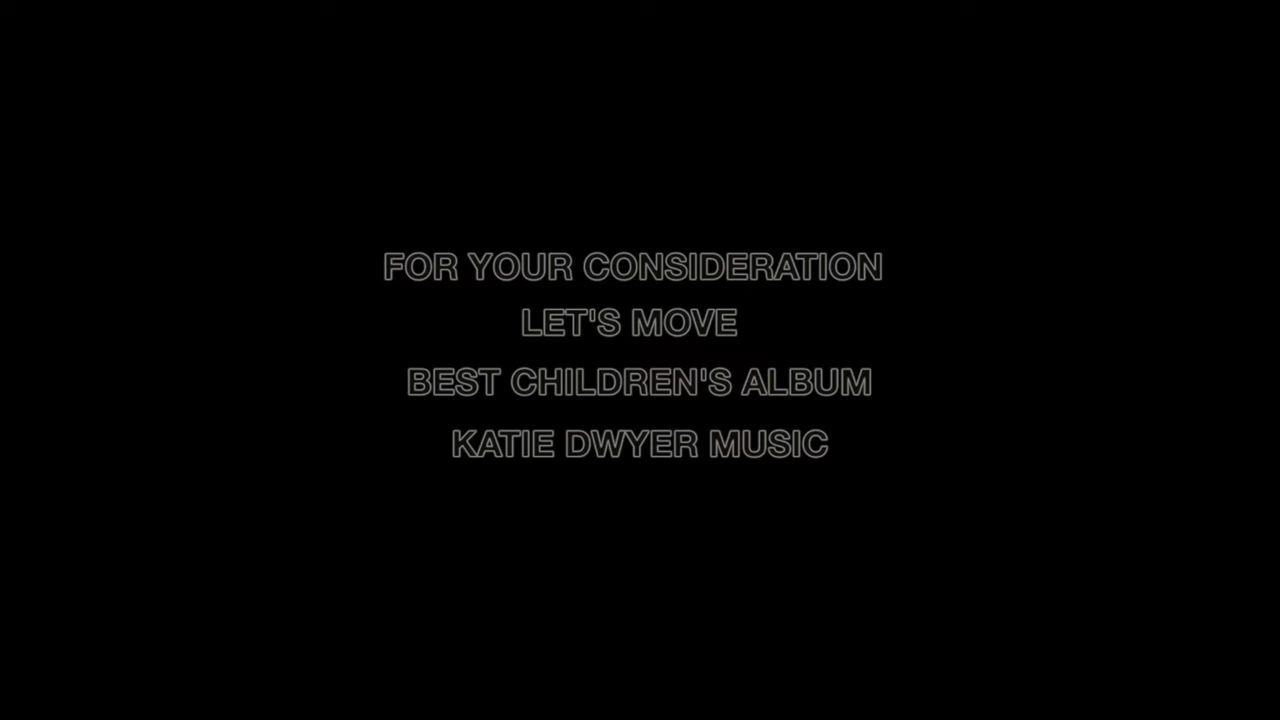 FOR YOUR CONSIDERATION
LET'S MOVE
BEST CHILDREN'S ALBUM
KATIE DWYER MUSIC